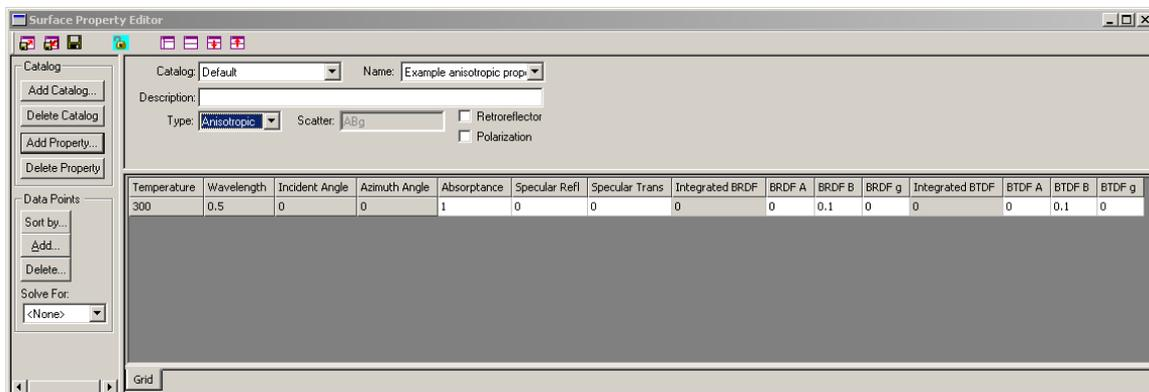 Surface Property Editor
Catalog
Add Catalog...
Delete Catalog
Add Property...
Delete Property
Data Points
Sort by...
Add...
Delete...
Solve For:
<None>
Catalog: Default Name: Example anisotropic prop
Description:
Type: Anisotropic Scatter: ABg Retroreflector
Polarization
Temperature Wavelength Incident Angle Azimuth Angle Absorptance Specular Refl Specular Trans Integrated BRDF BRDF A BRDF B BRDF g Integrated BTDF BTDF A BTDF B BTDF g
300 0.5 0 0 1 0 0 0 0 0.1 0 0 0 0.1 0
Grid